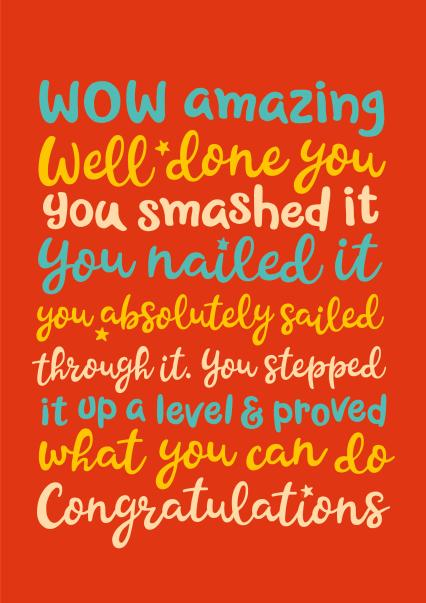 WOW amazing
Well done you
you smashed it
You nailed it
you absolutely sailed
through it. You stepped
it up a level & proved
what you can do
Congratulations